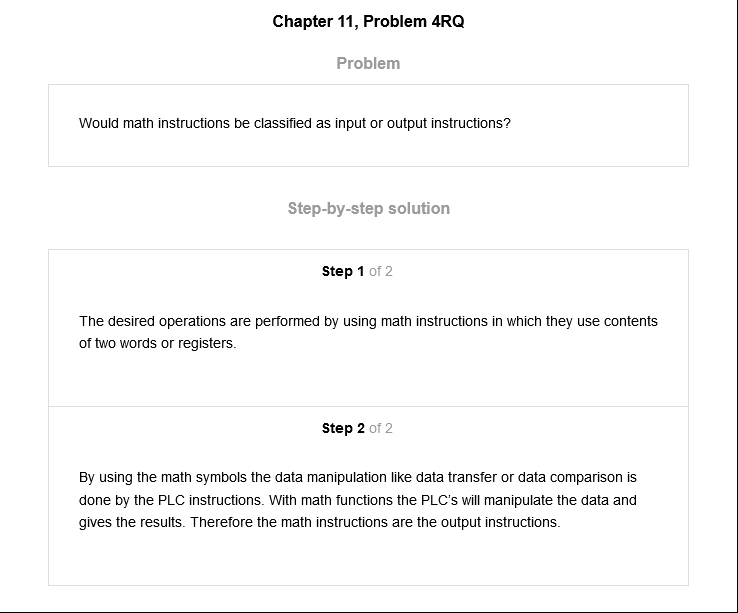 Chapter 11, Problem 4RQ
Problem
Would math instructions be classified as input or output instructions?
Step-by-step solution
Step 1 of 2
The desired operations are performed by using math instructions in which they use contents
of two words or registers.
Step 2 of 2
By using the math symbols the data manipulation like data transfer or data comparison is
done by the PLC instructions. With math functions the PLC's will manipulate the data and
gives the results. Therefore the math instructions are the output instructions.